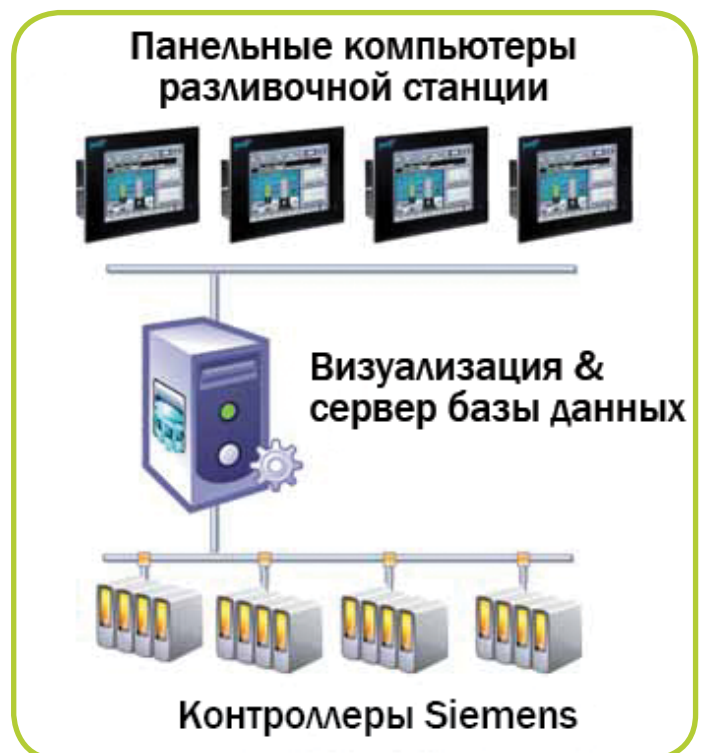 Панельные компьютеры
разливочной станции
Визуализация &
сервер базы данных
Контроллеры Siemens